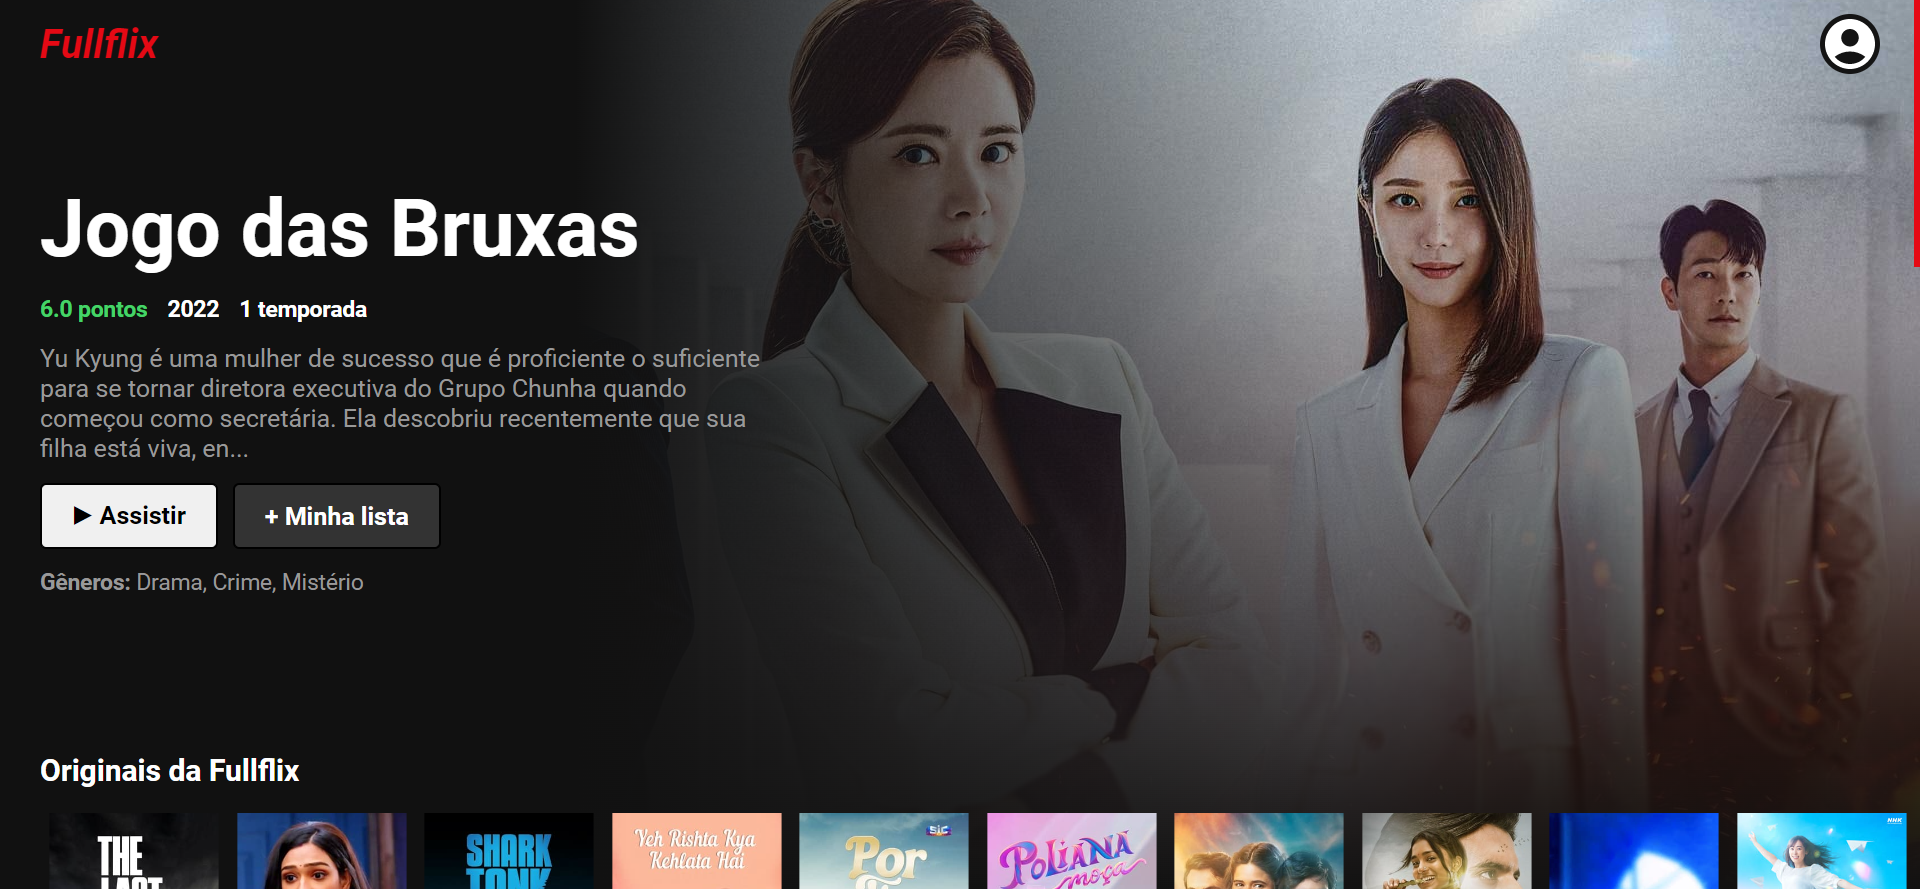 Fullflix
Jogo das Bruxas
6.0 pontos 2022 1 temporada
Yu Kyung é uma mulher de sucesso que é proficiente o suficiente
para se tornar diretora executiva do Grupo Chunha quando
começou como secretária. Ela descobriu recentemente que sua
filha está viva, en...
Assistir + Minha lista
Gêneros: Drama, Crime, Mistério
Originais da Fullflix
THE
LAST
SHARK
TANK
Yeh Rishta Kya
Kehlata Hai
SIC
Por
POLIANA
moça
NHK